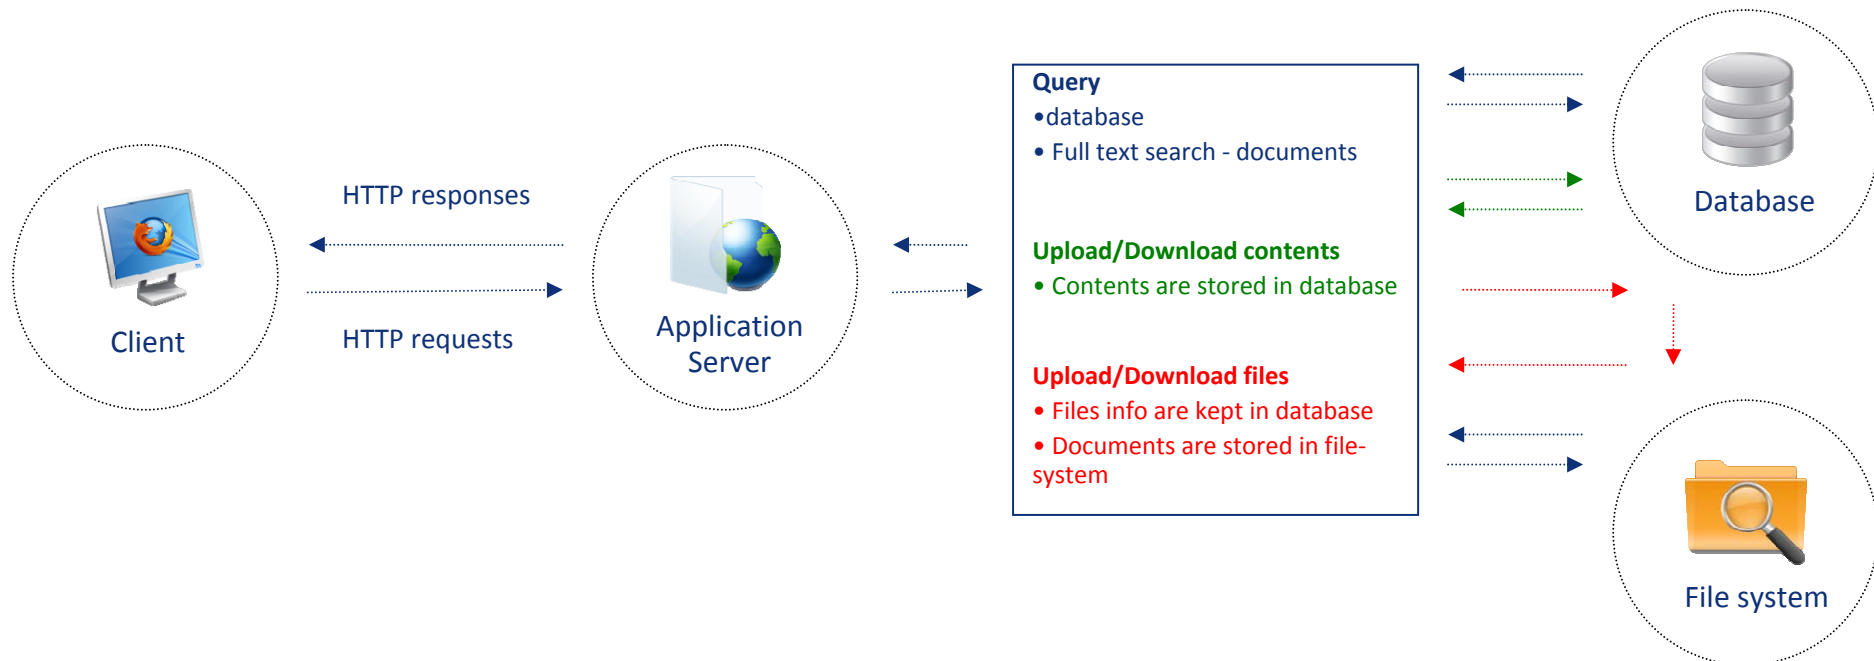 Client
HTTP responses
HTTP requests
Application
Server
Query
•database
• Full text search - documents
Upload/Download contents
• Contents are stored in database
Upload/Download files
• Files info are kept in database
• Documents are stored in file-
system
Database
File system